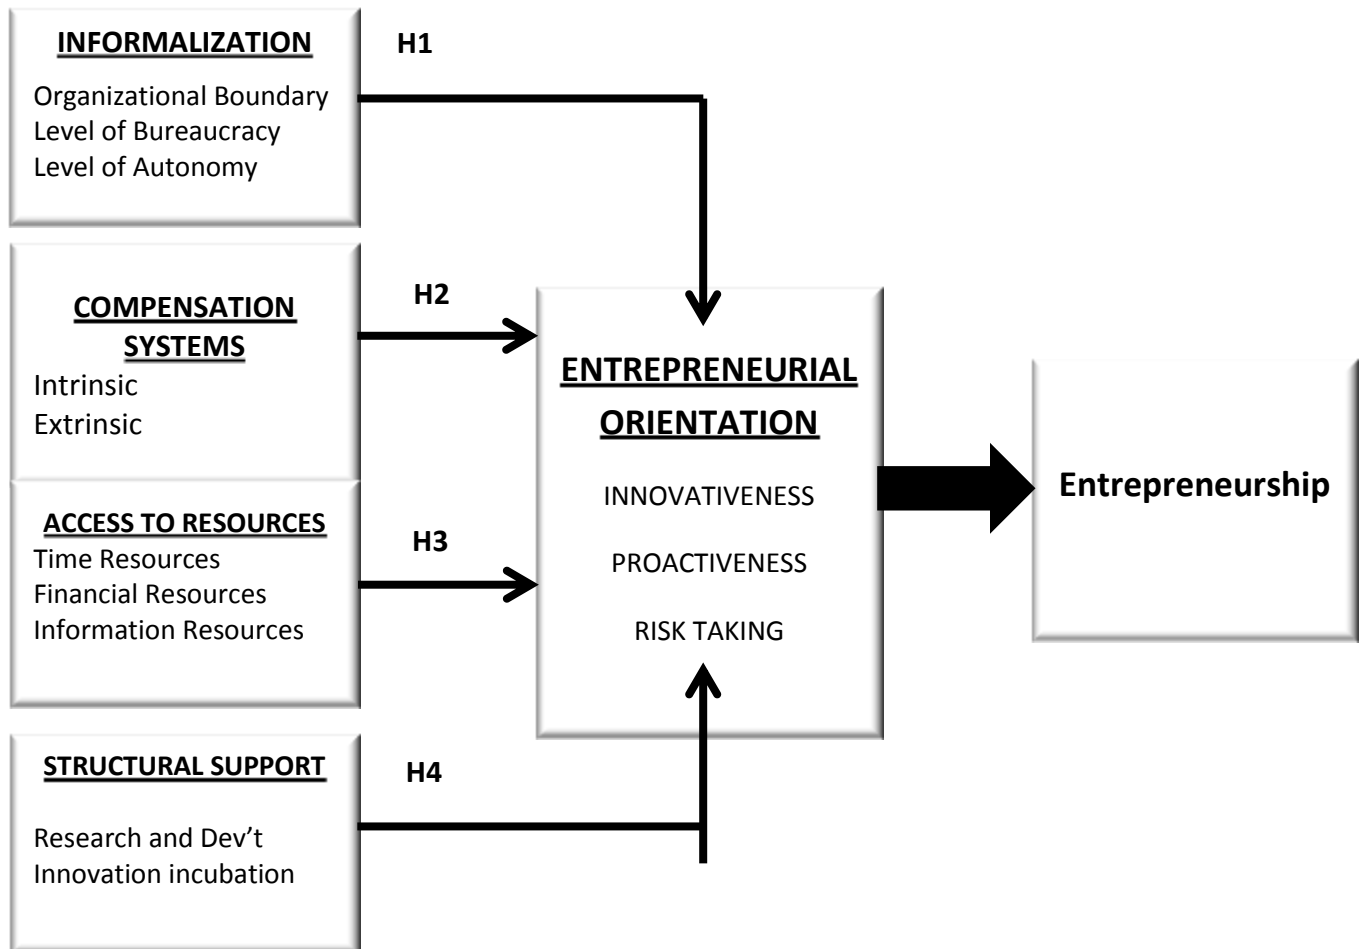 INFORMALIZATION
Organizational Boundary
Level of Bureaucracy
Level of Autonomy
H1
COMPENSATION
SYSTEMS
Intrinsic
Extrinsic
H2
ACCESS TO RESOURCES
Time Resources
Financial Resources
Information Resources
H3
STRUCTURAL SUPPORT
Research and Dev’t
Innovation incubation
H4
ENTREPRENEURIAL
ORIENTATION
INNOVATIVENESS
PROACTIVENESS
RISK TAKING
Entrepreneurship